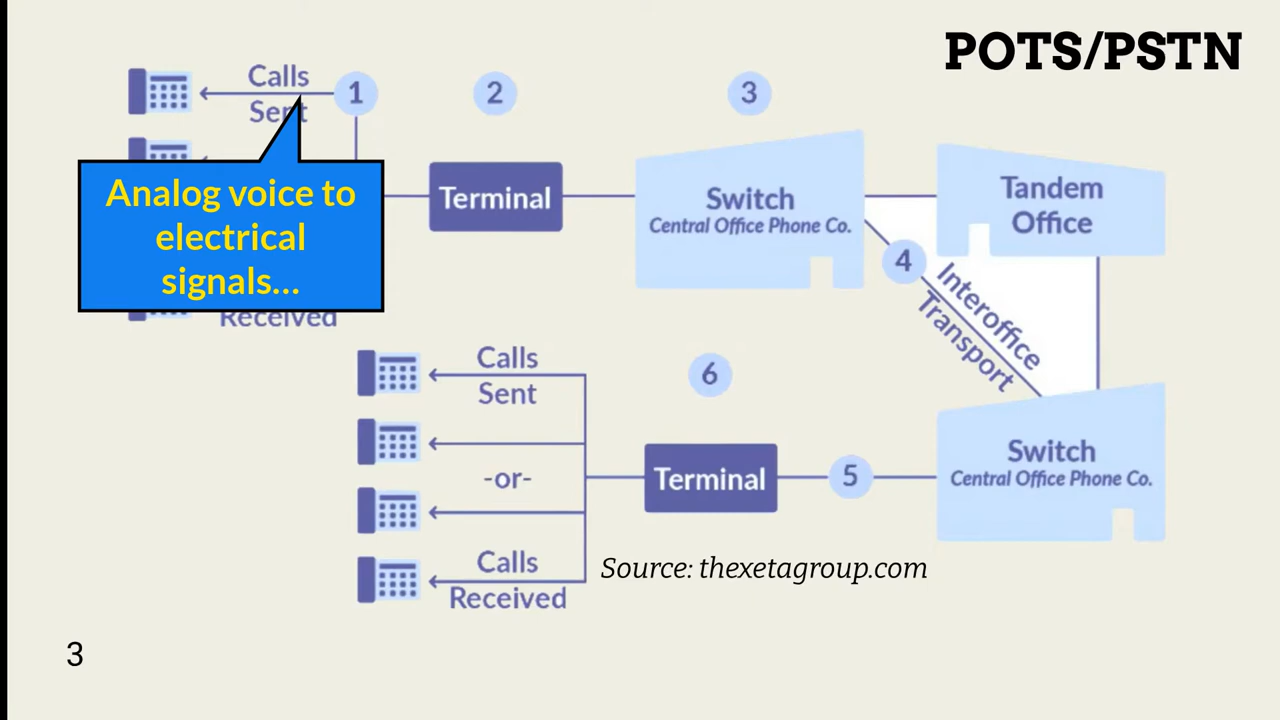 POTS/PSTN
Calls
Sent
1
2
3
Analog voice to
electrical
signals...
Received
Terminal
Switch
Central Office Phone Co.
Tandem
Office
4
Interoffice
Transport
Calls
Sent
-or-
Calls
Received
6
Terminal
5
Switch
Central Office Phone Co.
Source: thexetagroup.com
3